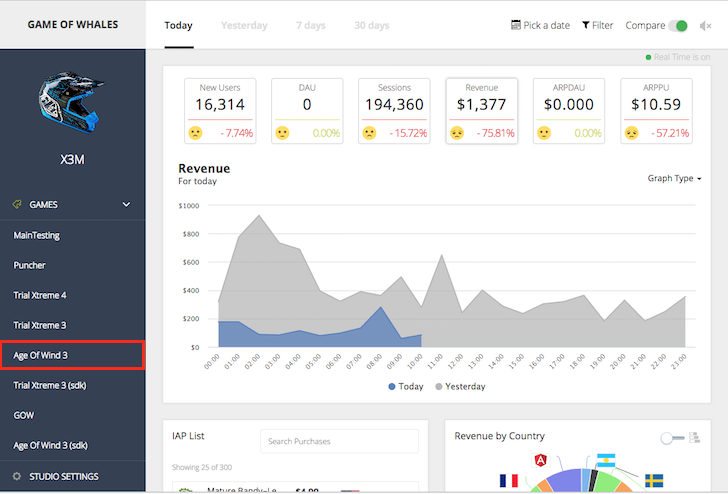 GAME OF WHALES
Today
Yesterday
7 days
30 days
Pick a date
Filter
Compare
Real Time is on
X3M
GAMES
MainTesting
Puncher
Trial Xtreme 4
Trial Xtreme 3
Age Of Wind 3
Trial Xtreme 3 (sdk)
GOW
Age Of Wind 3 (sdk)
STUDIO SETTINGS
New Users
16,314
-7.74%
DAU
0
0.00%
Sessions
194,360
-15.72%
Revenue
$1,377
-75.81%
ARPDAU
$0.000
0.00%
ARPPU
$10.59
-57.21%
Revenue
For today
Graph Type
$1000
$800
$600
$400
$200
$0
00:00 01:00 02:00 03:00 04:00 05:00 06:00 07:00 08:00 09:00 10:00 11:00 12:00 13:00 14:00 15:00 16:00 17:00 18:00 19:00 20:00 21:00 22:00 23:00
Today Yesterday
IAP List
Search Purchases
Showing 25 of 300
Mature Bandy-Le
$4.99
Revenue by Country